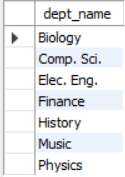 dept_name
Biology
Comp. Sci.
Elec. Eng.
Finance
History
Music
Physics